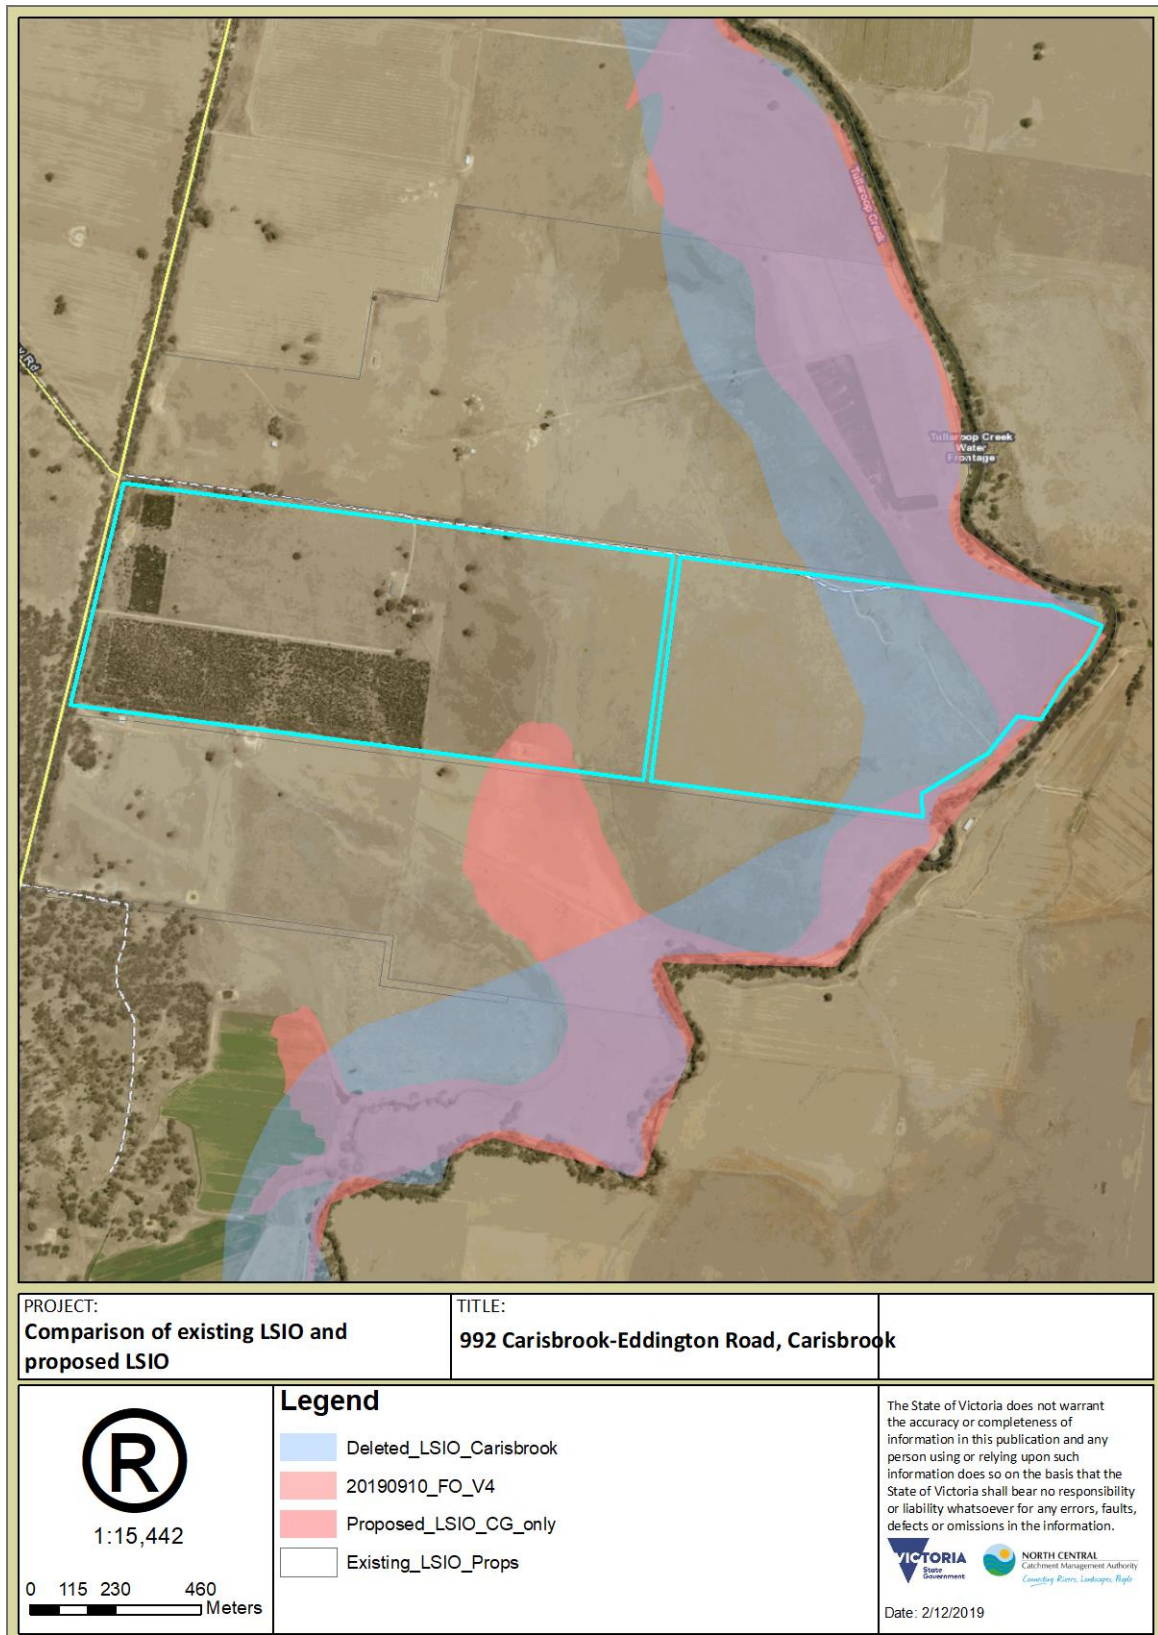 Tullaroop Creek
Tullaroop Creek
Water
Frontage
Rd
PROJECT:
Comparison of existing LSIO and
proposed LSIO
TITLE:
992 Carisbrook-Eddington Road, Carisbrook
R
1:15,442
0 115 230 460
Meters
Legend
Deleted_LSIO_Carisbrook
20190910_FO_V4
Proposed_LSIO_CG_only
Existing_LSIO_Props
The State of Victoria does not warrant
the accuracy or completeness of
information in this publication and any
person using or relying upon such
information does so on the basis that the
State of Victoria shall bear no responsibility
or liability whatsoever for any errors, faults,
defects or omissions in the information.
VICTORIA
State
Government
NORTH CENTRAL
Catchment Management Authority
Connecting Rivers, Landscapes, People
Date: 2/12/2019